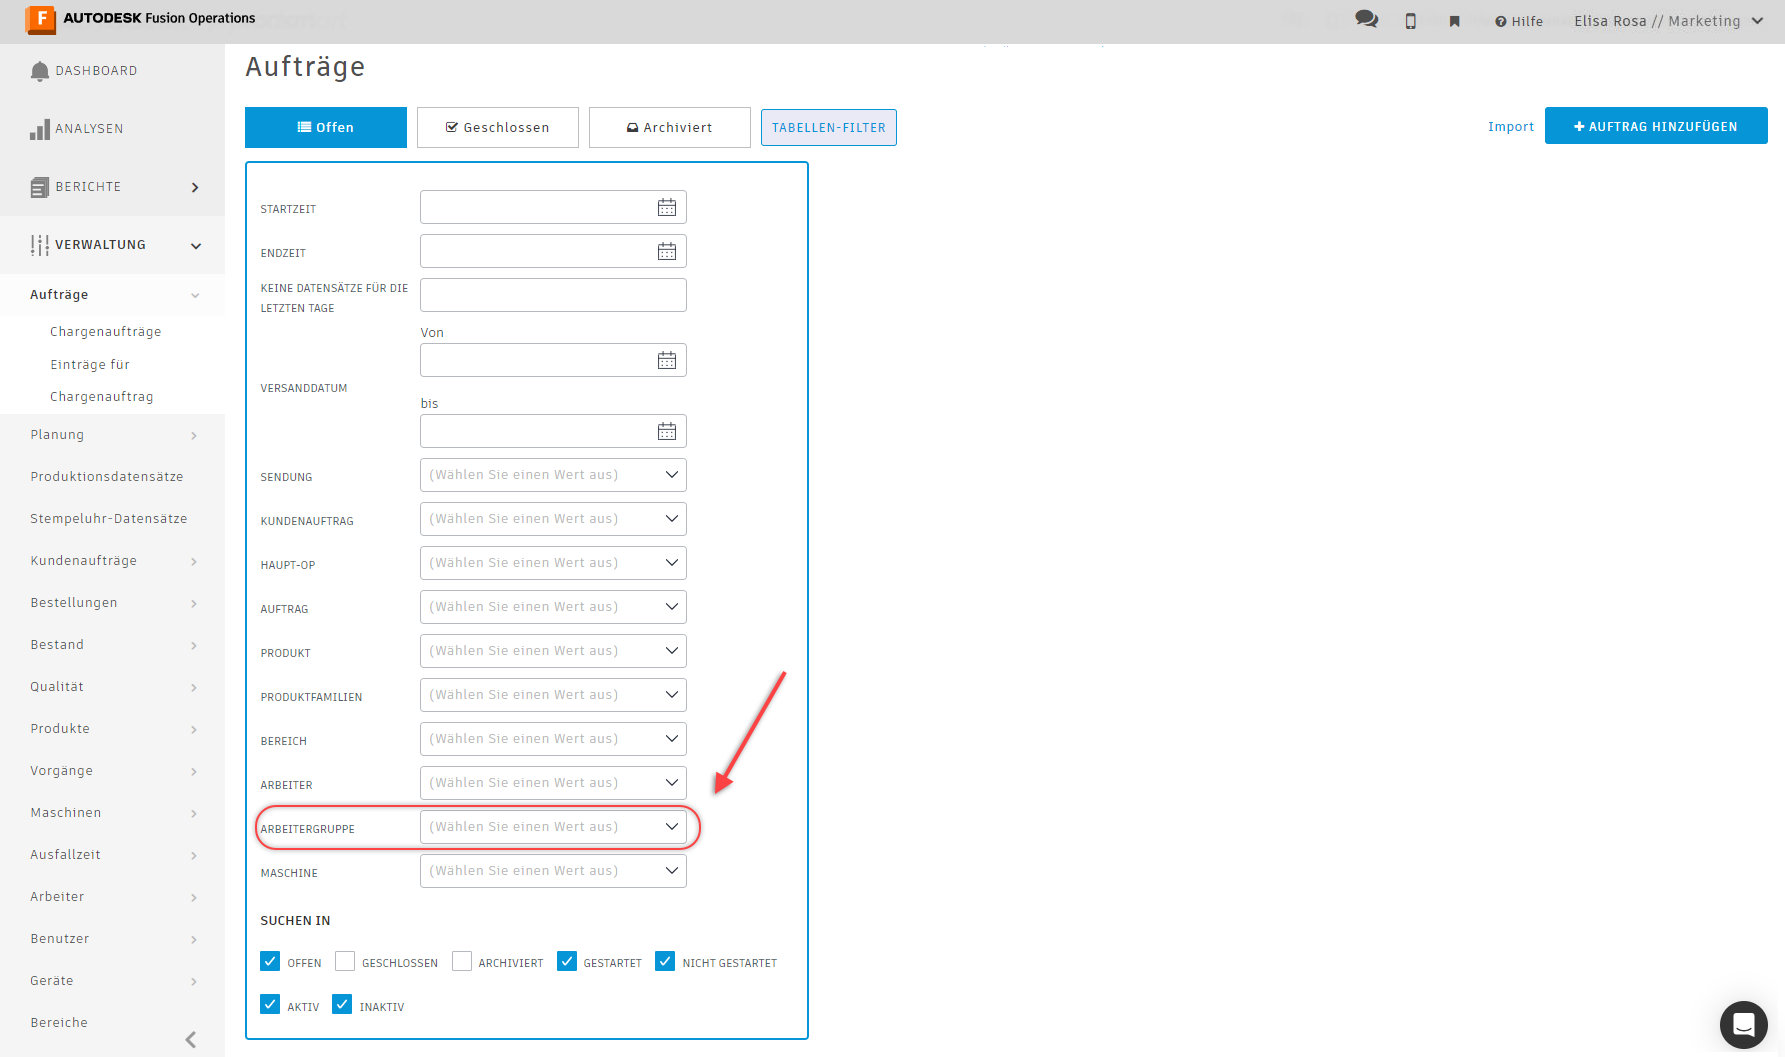 AUTODESK Fusion Operations
Hilfe
Elisa Rosa // Marketing
DASHBOARD
ANALYSEN
BERICHTE
VERWALTUNG
Aufträge
Chargenaufträge
Einträge für
Chargenauftrag
Planung
Produktionsdatensätze
Stempeluhr-Datensätze
Kundenaufträge
Bestellungen
Bestand
Qualität
Produkte
Vorgänge
Maschinen
Ausfallzeit
Arbeiter
Benutzer
Geräte
Bereiche
Aufträge
Offen
Geschlossen
Archiviert
TABELLEN-FILTER
Import
+ AUFTRAG HINZUFÜGEN
STARTZEIT
ENDZEIT
KEINE DATENSÄTZE FÜR DIE
LETZTEN TAGE
Von
VERSANDDATUM
bis
SENDUNG (Wählen Sie einen Wert aus)
KUNDENAUFTRAG (Wählen Sie einen Wert aus)
HAUPT-OP (Wählen Sie einen Wert aus)
AUFTRAG (Wählen Sie einen Wert aus)
PRODUKT (Wählen Sie einen Wert aus)
PRODUKTFAMILIEN (Wählen Sie einen Wert aus)
BEREICH (Wählen Sie einen Wert aus)
ARBEITER (Wählen Sie einen Wert aus)
ARBEITERGRUPPE (Wählen Sie einen Wert aus)
MASCHINE (Wählen Sie einen Wert aus)
SUCHEN IN
OFFEN GESCHLOSSEN ARCHIVIERT GESTARTET NICHT GESTARTET
AKTIV INAKTIV